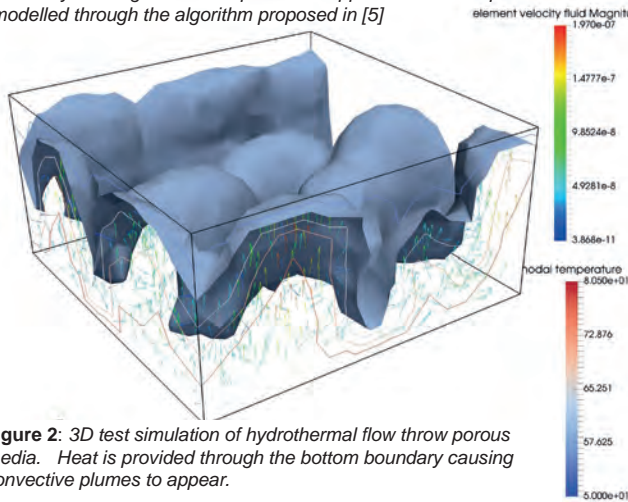 modelled through the algorithm proposed in [5]
element velocity fluid Magnitu
1.970e-07
1.4777e-7
9.8524e-8
4.9281e-8
3.866e-11
nodal temperature
8.050e+01
72.876
65.251
57.625
5.000e+01
gure 2: 3D test simulation of hydrothermal flow throw porous
edia. Heat is provided through the bottom boundary causing
onvective plumes to appear.